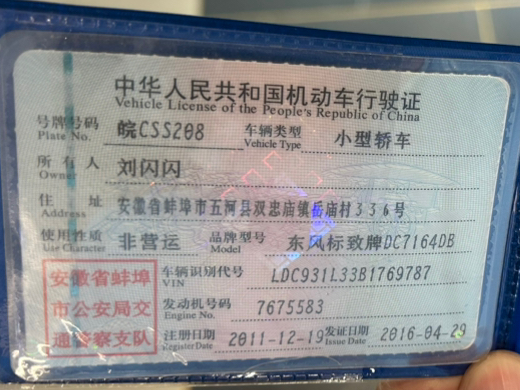 中华人民共和国机动车行驶证
Vehicle License of the People's Republic of China
号牌号码 皖CSS208 车辆类型 小型轿车
Plate No. Vehicle Type
所有人 刘闪闪
Owner
住址 安徽省蚌埠市五河县双忠庙镇岳庙村336号
Address
使用性质 非营运 品牌型号 东风标致牌DC7164DB
Use Character Model
安徽省蚌埠 车辆识别代号 LDC931L33B1769787
VIN
市公安局交 发动机号码 7675583
Engine No.
通警察支队 注册日期 2011-12-19 发证日期 2016-04-29
Register Date Issue Date